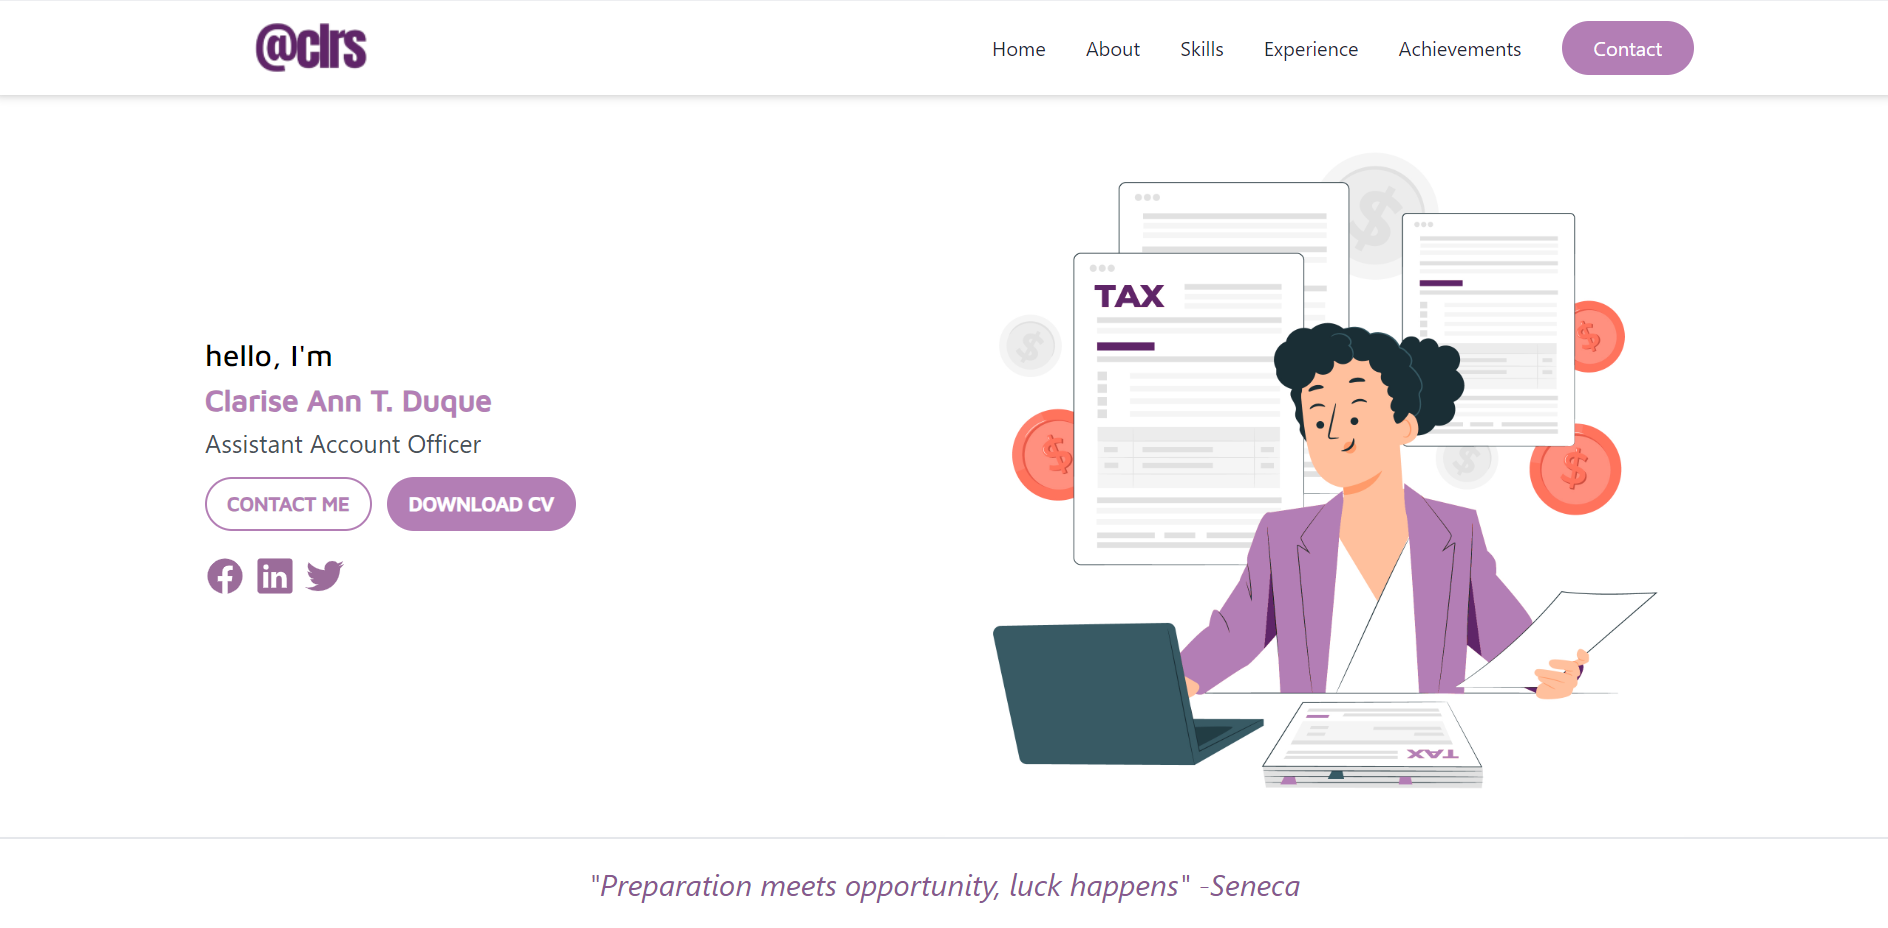 @clrs
Home About Skills Experience Achievements Contact
TAX
hello, I'm
Clarise Ann T. Duque
Assistant Account Officer
CONTACT ME DOWNLOAD CV
TAX
"Preparation meets opportunity, luck happens" -Seneca